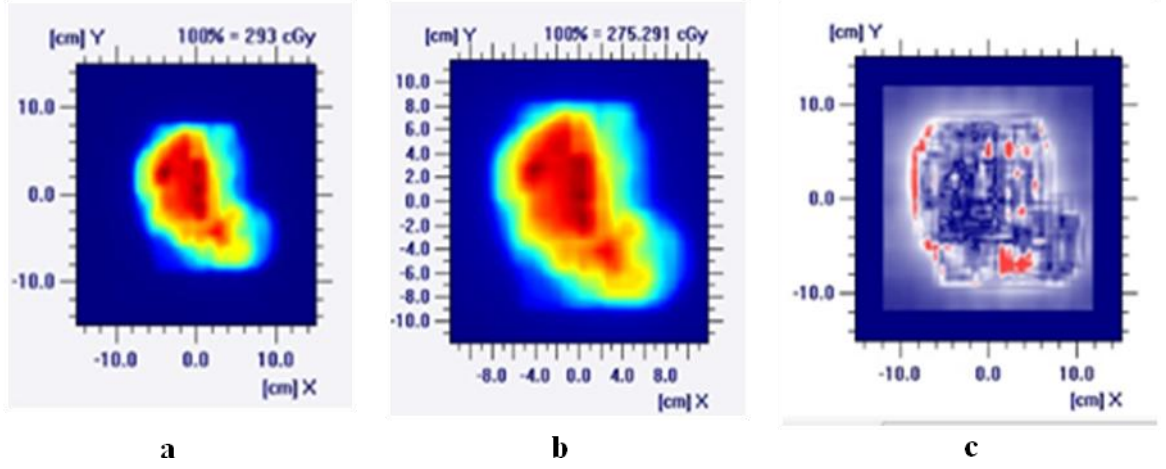 [cm] Y 100% = 293 cGy
10.0
0.0
-10.0
-10.0 0.0 10.0
[cm] X
a
[cm] Y 100% = 275.291 cGy
10.0
8.0
6.0
4.0
2.0
0.0
-2.0
-4.0
-6.0
-8.0
-10.0
-8.0 -4.0 0.0 4.0 8.0
[cm] X
b
[cm] Y
10.0
0.0
-10.0
-10.0 0.0 10.0
[cm] X
c